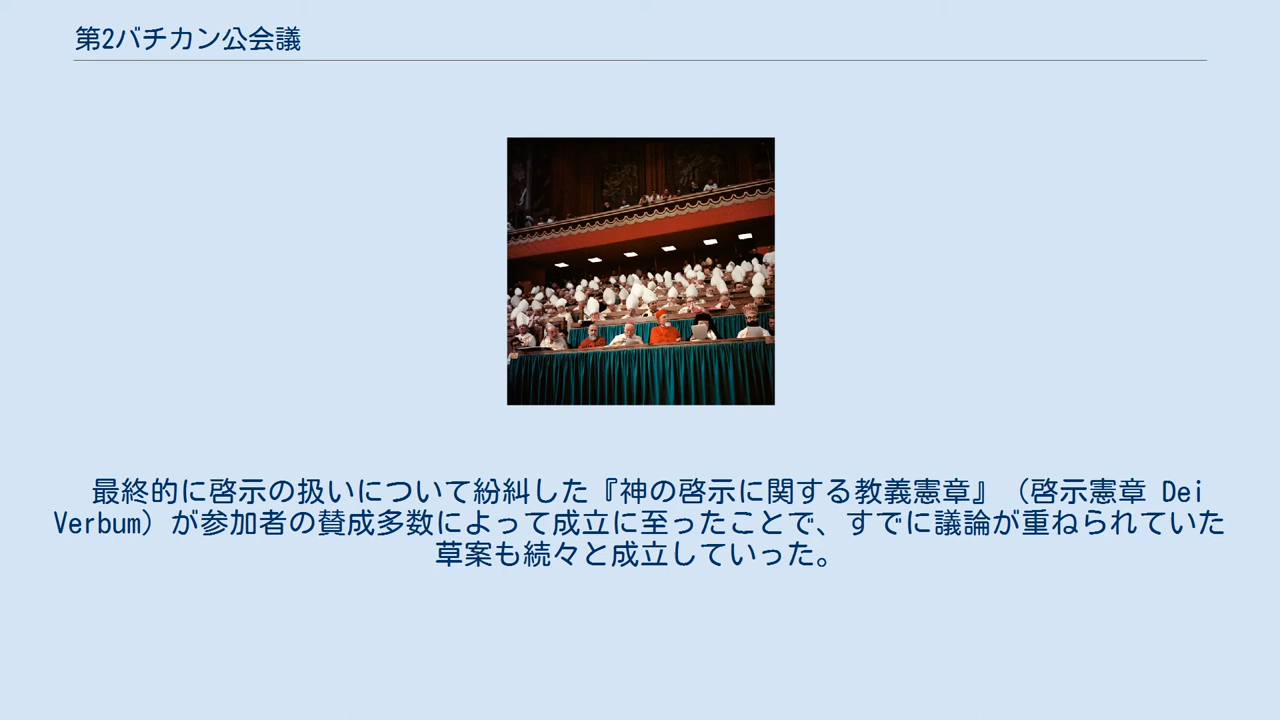 第2バチカン公会議
最終的に啓示の扱いについて紛糾した『神の啓示に関する教義憲章』（啓示憲章 Dei
Verbum）が参加者の賛成多数によって成立に至ったことで、すでに議論が重ねられていた
草案も続々と成立していった。